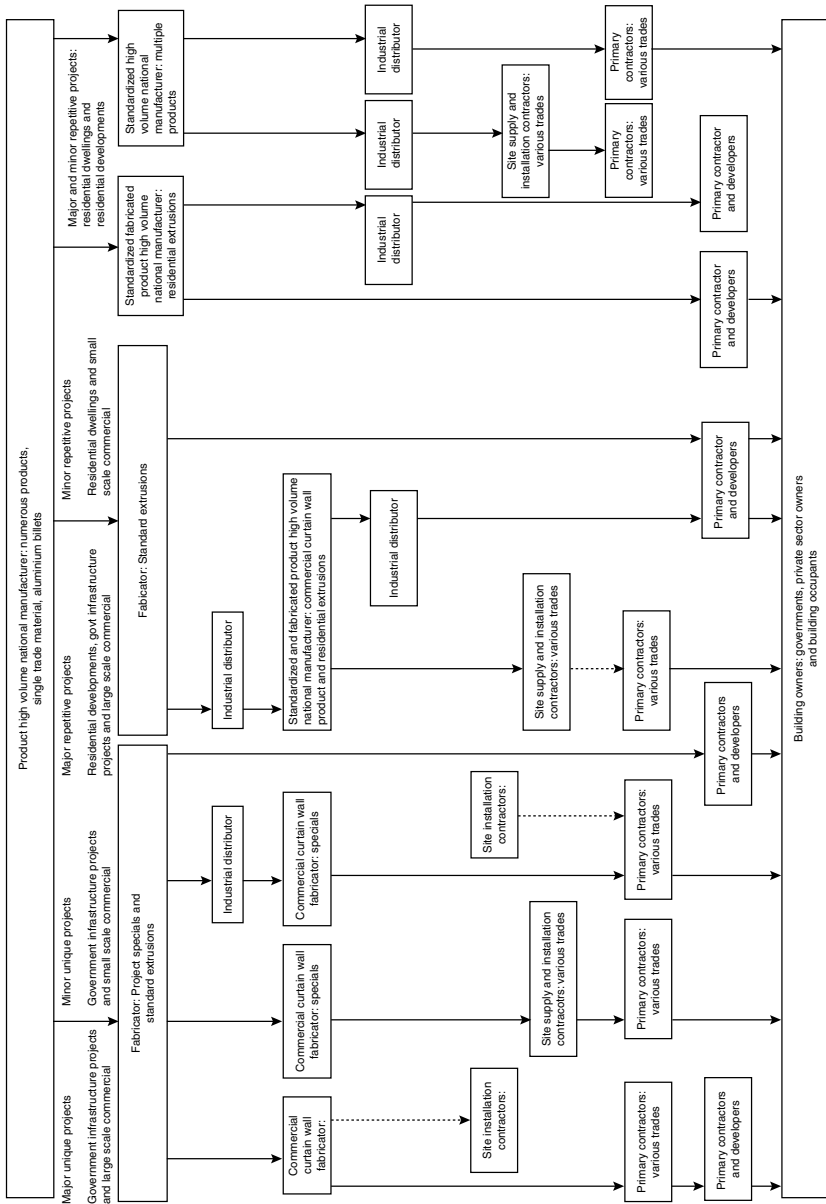 Product high volume national manufacturer: numerous products,
single trade material, aluminium billets
Major unique projects
Government infrastructure projects
and large scale commercial
Minor unique projects
Government infrastructure projects
and small scale commercial
Major repetitive projects
Residential developments, govt infrastructure
projects and large scale commercial
Minor repetitive projects
Residential dwellings and small
scale commercial
Major and minor repetitive projects:
residential dwellings and
residential developments
Fabricator: Project specials and
standard extrusions
Fabicator: Standard extrusions
Standardized fabricated
product high volume
national manufacturer:
residential extrusions
Standardized high
volume national
manufacturer: multiple
products
Industrial distributor
Industrial distributor
Commercial
curtain wall
fabricator:
Commercial curtain wall
fabricator: specials
Commercial curtain wall
fabricator: specials
Standardized and fabricated product high volume
national manufacturer: commercial curtain wall
product and residential extrusions
Industrial distributor
Industrial
distributor
Industrial
distributor
Industrial
distributor
Site installation
contractors:
Site supply and installation
contracotrs: various trades
Site installation
contractors:
Site supply and installation
contractors: various trades
Site supply and
installation contractors:
various trades
Primary contractors:
various trades
Primary contractors:
various trades
Primary contractors:
various trades
Primary contractors:
various trades
Primary
contractors:
various trades
Primary
contractors:
various trades
Primary contractors
and developers
Primary contractors
and developers
Primary contractor
and developers
Primary contractor
and developers
Primary contractor
and developers
Building owners: governments, private sector owners
and building occupants